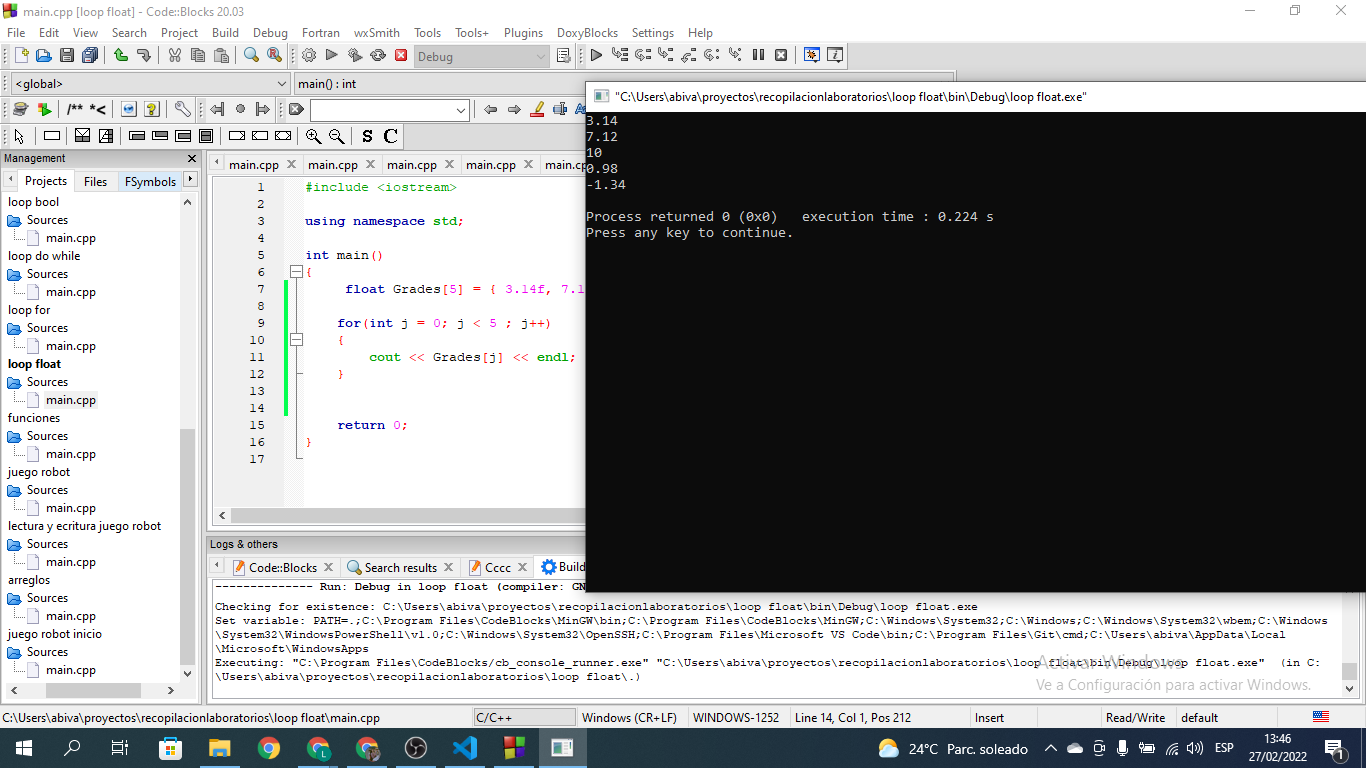 main.cpp [loop float] - Code::Blocks 20.03
File Edit View Search Project Build Debug Fortran wxSmith Tools Tools+ Plugins DoxyBlocks Settings Help
Debug
<global> main() : int
/** *<
S C
Management
Projects Files FSymbols
loop bool
Sources
main.cpp
loop do while
Sources
main.cpp
loop for
Sources
main.cpp
loop float
Sources
main.cpp
funciones
Sources
main.cpp
juego robot
Sources
main.cpp
lectura y ecritura juego robot
Sources
main.cpp
arreglos
Sources
main.cpp
juego robot inicio
Sources
main.cpp
main.cpp main.cpp main.cpp main.cpp main.cp
1 #include <iostream>
2
3 using namespace std;
4
5 int main()
6 {
7 float Grades[5] = { 3.14f, 7.1
8
9 for(int j = 0; j < 5 ; j++)
10 {
11 cout << Grades[j] << endl;
12 }
13
14
15 return 0;
16 }
17
"C:\Users\abiva\proyectos\recopilacionlaboratorios\loop float\bin\Debug\loop float.exe"
3.14
7.12
10
0.98
-1.34
Process returned 0 (0x0) execution time : 0.224 s
Press any key to continue.
Logs & others
Code::Blocks Search results Cccc Build
-------------- Run: Debug in loop float (compiler: GN
Checking for existence: C:\Users\abiva\proyectos\recopilacionlaboratorios\loop float\bin\Debug\loop float.exe
Set variable: PATH=.;C:\Program Files\CodeBlocks\MinGW\bin;C:\Program Files\CodeBlocks\MinGW;C:\Windows\System32;C:\Windows;C:\Windows\System32\wbem;C:\Windows
\System32\WindowsPowerShell\v1.0;C:\Windows\System32\OpenSSH;C:\Program Files\Microsoft VS Code\bin;C:\Program Files\Git\cmd;C:\Users\abiva\AppData\Local
\Microsoft\WindowsApps
Executing: "C:\Program Files\CodeBlocks/cb_console_runner.exe" "C:\Users\abiva\proyectos\recopilacionlaboratorios\loop float\bin\Debug\loop float.exe" (in C:
\Users\abiva\proyectos\recopilacionlaboratorios\loop float\.)
Activar Windows
Ve a Configuración para activar Windows.
C:\Users\abiva\proyectos\recopilacionlaboratorios\loop float\main.cpp C/C++ Windows (CR+LF) WINDOWS-1252 Line 14, Col 1, Pos 212 Insert Read/Write default
24°C Parc. soleado ESP 13:46
27/02/2022 1